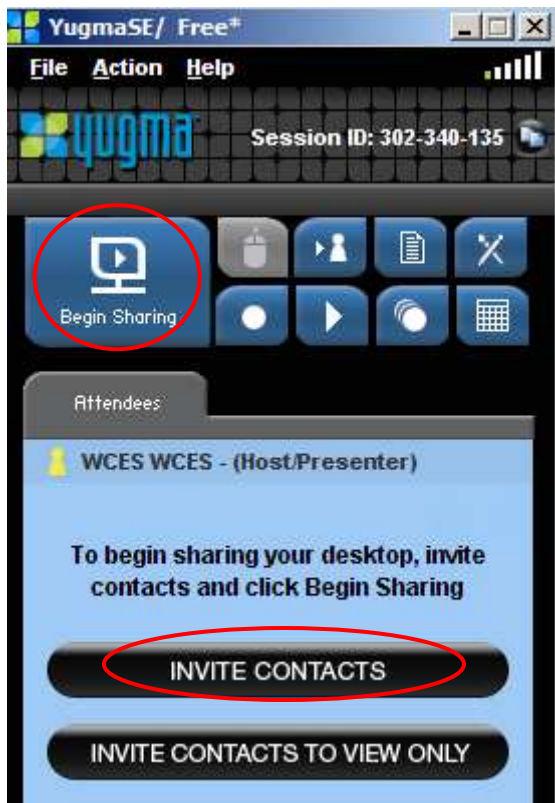 YugmaSE/ Free*
File Action Help
yugma
Session ID: 302-340-135
Begin Sharing
Attendees
WCES WCES - (Host/Presenter)
To begin sharing your desktop, invite
contacts and click Begin Sharing
INVITE CONTACTS
INVITE CONTACTS TO VIEW ONLY